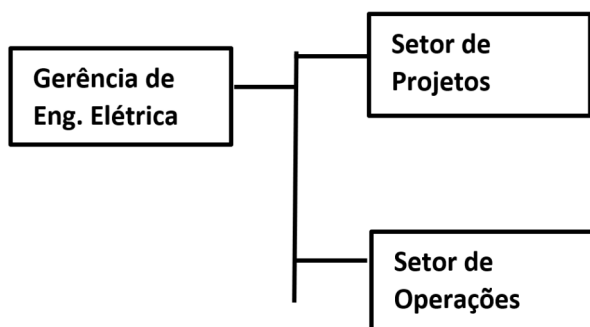 Gerência de
Eng. Elétrica
Setor de
Projetos
Setor de
Operações